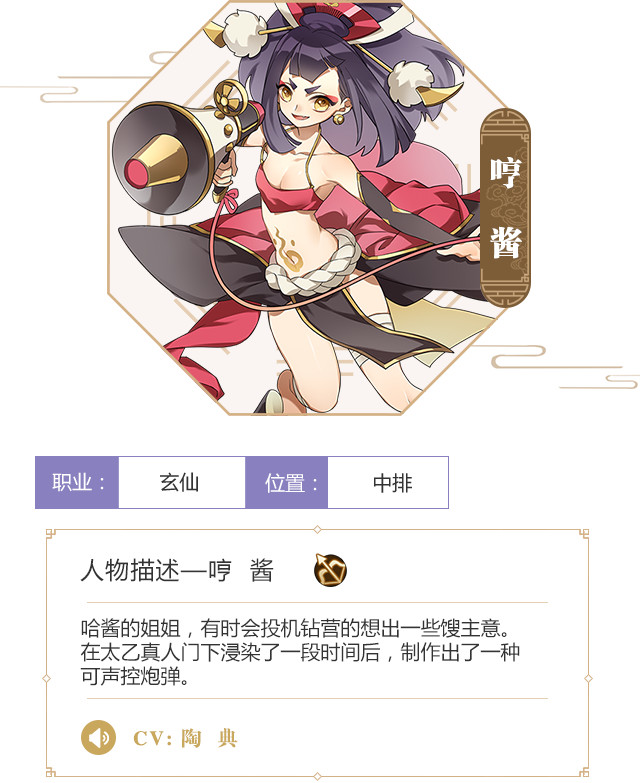 哼酱
职业： 玄仙 位置： 中排
人物描述—哼 酱
哈酱的姐姐，有时会投机钻营的想出一些馊主意。
在太乙真人门下浸染了一段时间后，制作出了一种
可声控炮弹。
CV: 陶 典